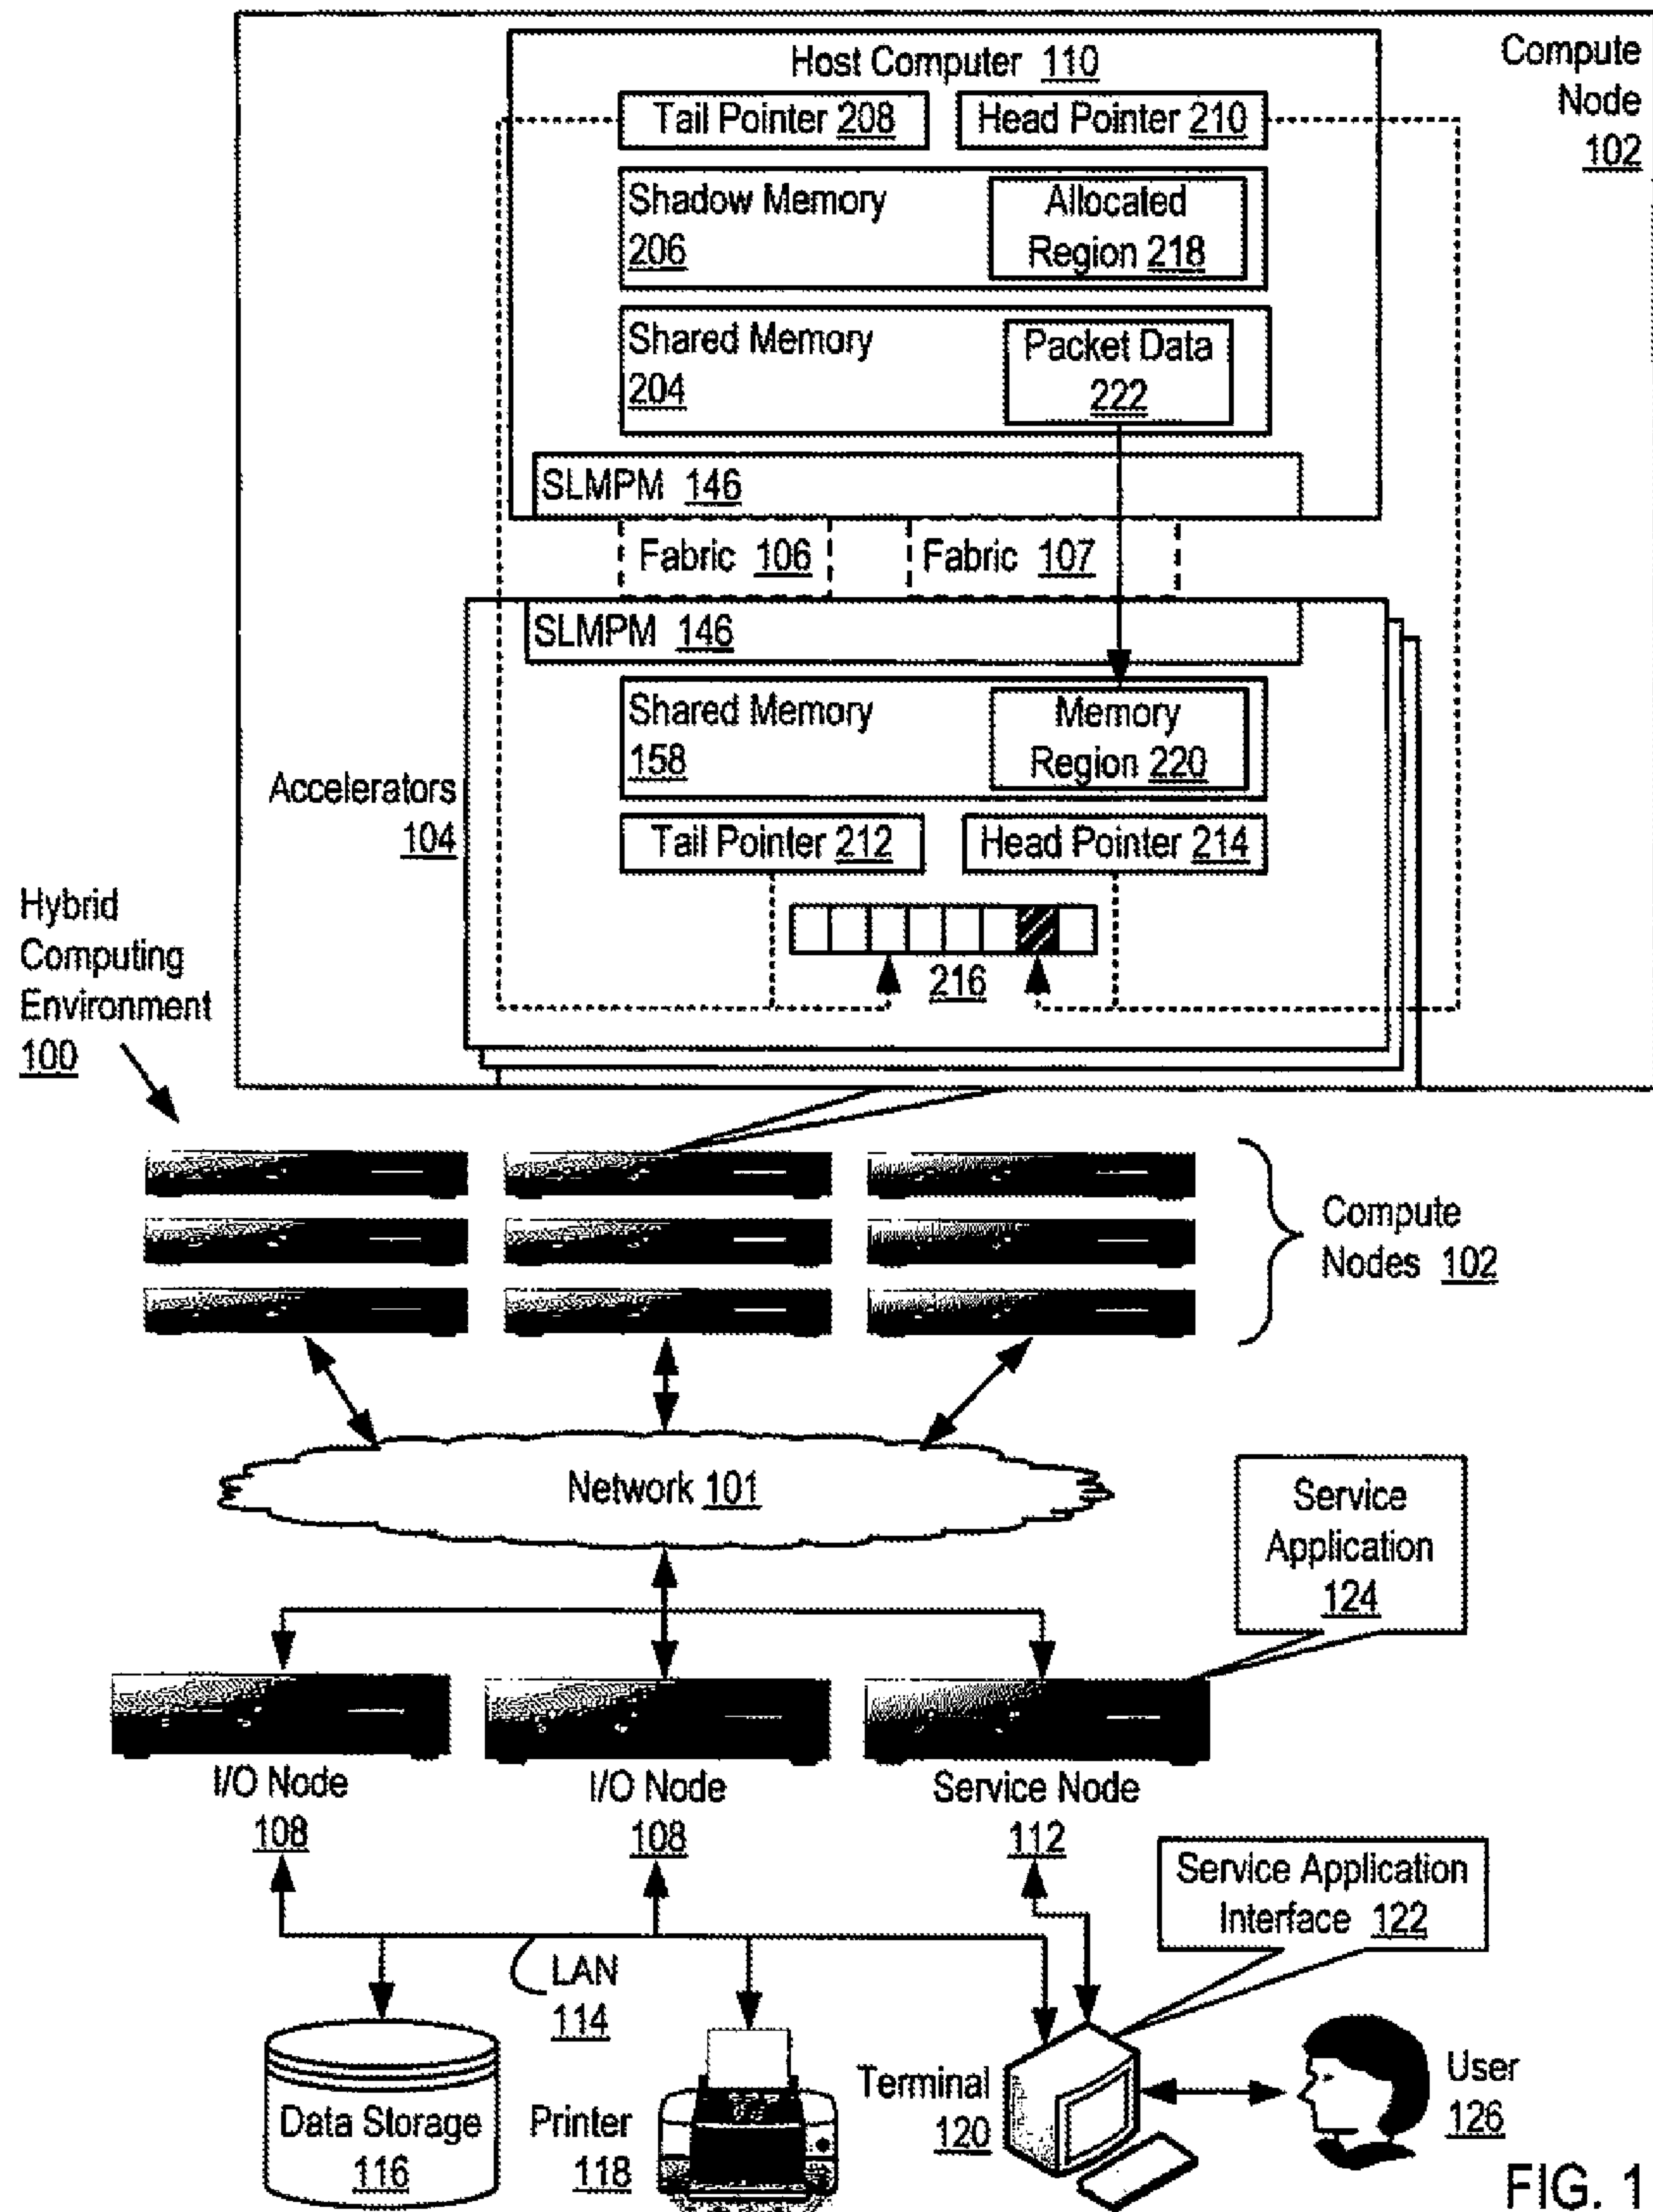 Host Computer 110
Compute
Node
102
Tail Pointer 208
Head Pointer 210
Shadow Memory
206
Allocated
Region 218
Shared Memory
204
Packet Data
222
SLMPM 146
Fabric 106
Fabric 107
SLMPM 146
Shared Memory
158
Memory
Region 220
Accelerators
104
Tail Pointer 212
Head Pointer 214
216
Hybrid
Computing
Environment
100
Compute
Nodes 102
Network 101
Service
Application
124
I/O Node
108
I/O Node
108
Service Node
112
Service Application
Interface 122
LAN
114
Data Storage
116
Printer
118
Terminal
120
User
126
FIG. 1